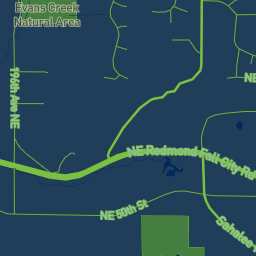 Evans Creek
Natural Area
196th Ave NE
NE
NE Redmond Fall City Rd
NE 50th St
Sahalee